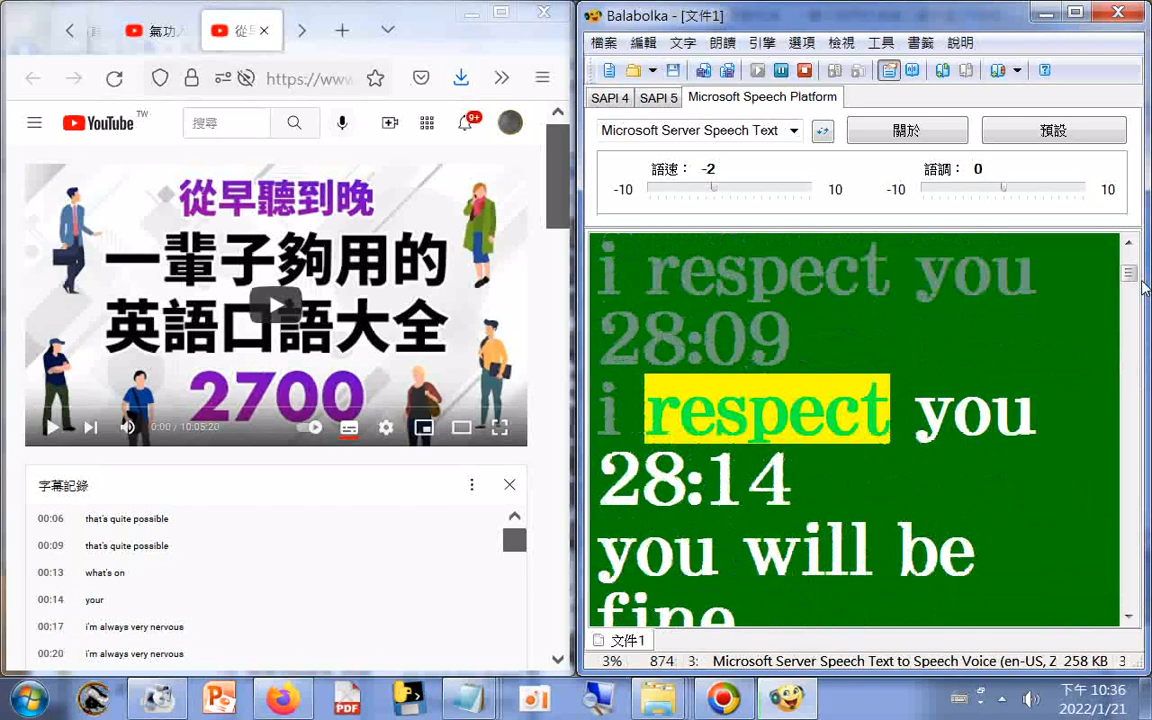 氣功
從
https://www
YouTube TW
搜尋
9+
從早聽到晚
一輩子夠用的
英語口語大全
2700
0:00 / 10:05:20
字幕記錄
00:06 that's quite possible
00:09 that's quite possible
00:13 what's on
00:14 your
00:17 i'm always very nervous
00:20 i'm always very nervous
Balabolka - [文件1]
檔案 編輯 文字 朗讀 引擎 選項 檢視 工具 書籤 說明
SAPI 4 SAPI 5 Microsoft Speech Platform
Microsoft Server Speech Text 關於 預設
語速： -2 語調： 0
-10 10 -10 10
i respect you
28:09
i respect you
28:14
you will be
fine
文件1
3% 874 3: Microsoft Server Speech Text to Speech Voice (en-US, Z 258 KB 3
PDF
下午 10:36
2022/1/21